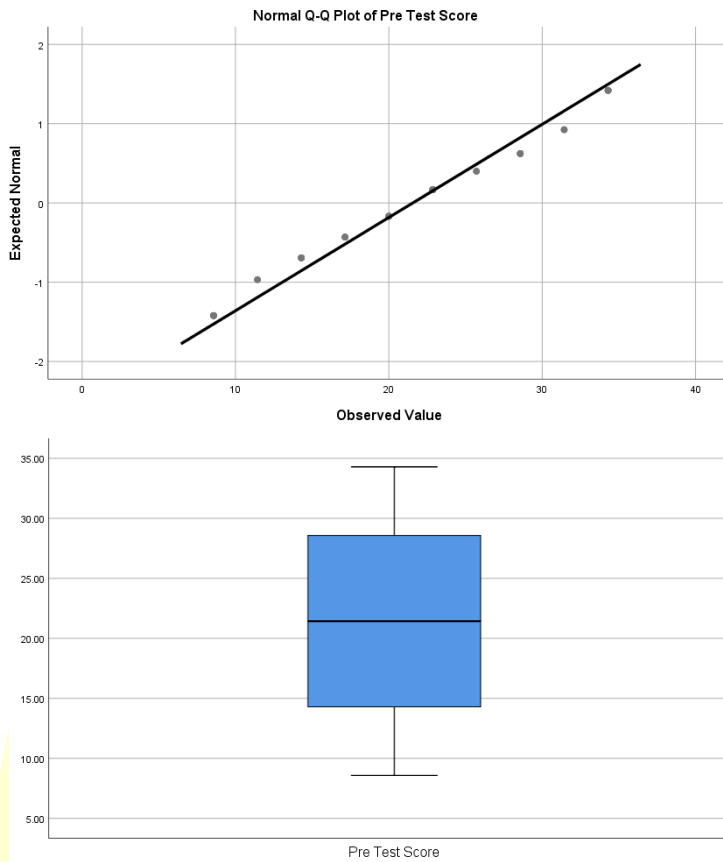 Normal Q-Q Plot of Pre Test Score
2
1
0
-1
-2
Expected Normal
0 10 20 30 40
Observed Value
35.00
30.00
25.00
20.00
15.00
10.00
5.00
Pre Test Score